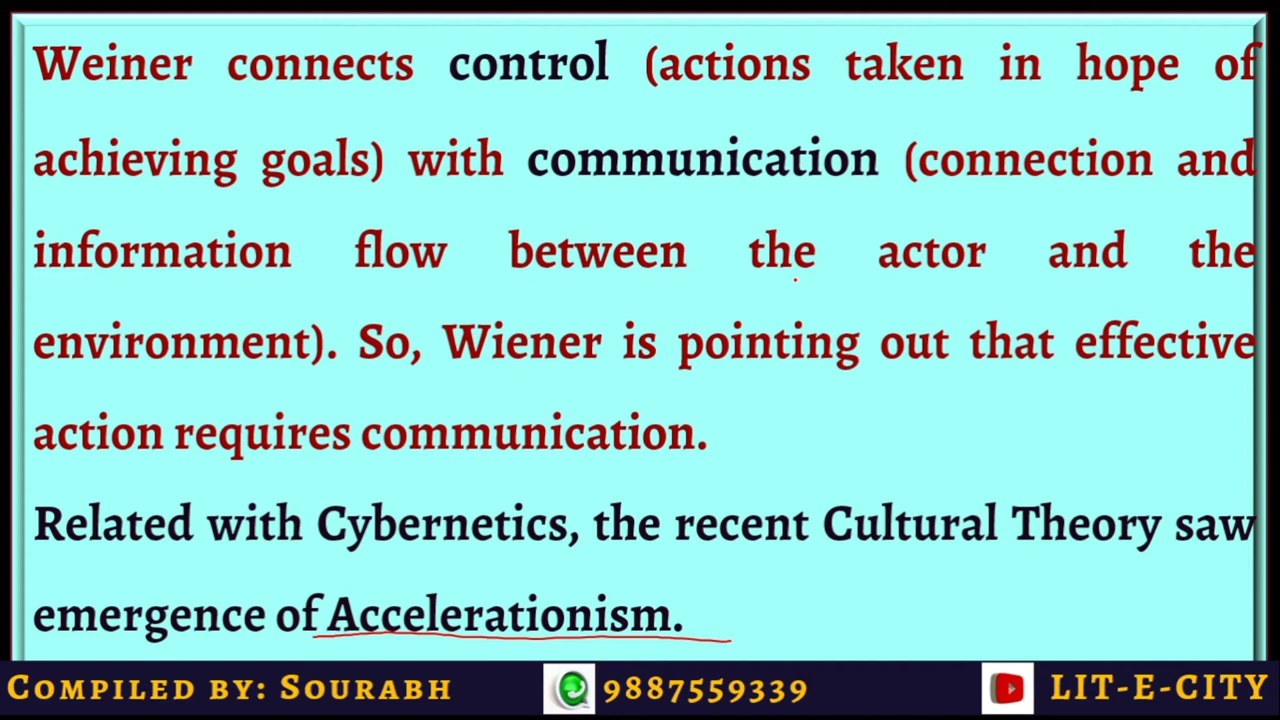 Weiner connects control (actions taken in hope of
achieving goals) with communication (connection and
information flow between the actor and the
environment). So, Wiener is pointing out that effective
action requires communication.
Related with Cybernetics, the recent Cultural Theory saw
emergence of Accelerationism.
Compiled by: Sourabh 9887559339 LIT-E-CITY